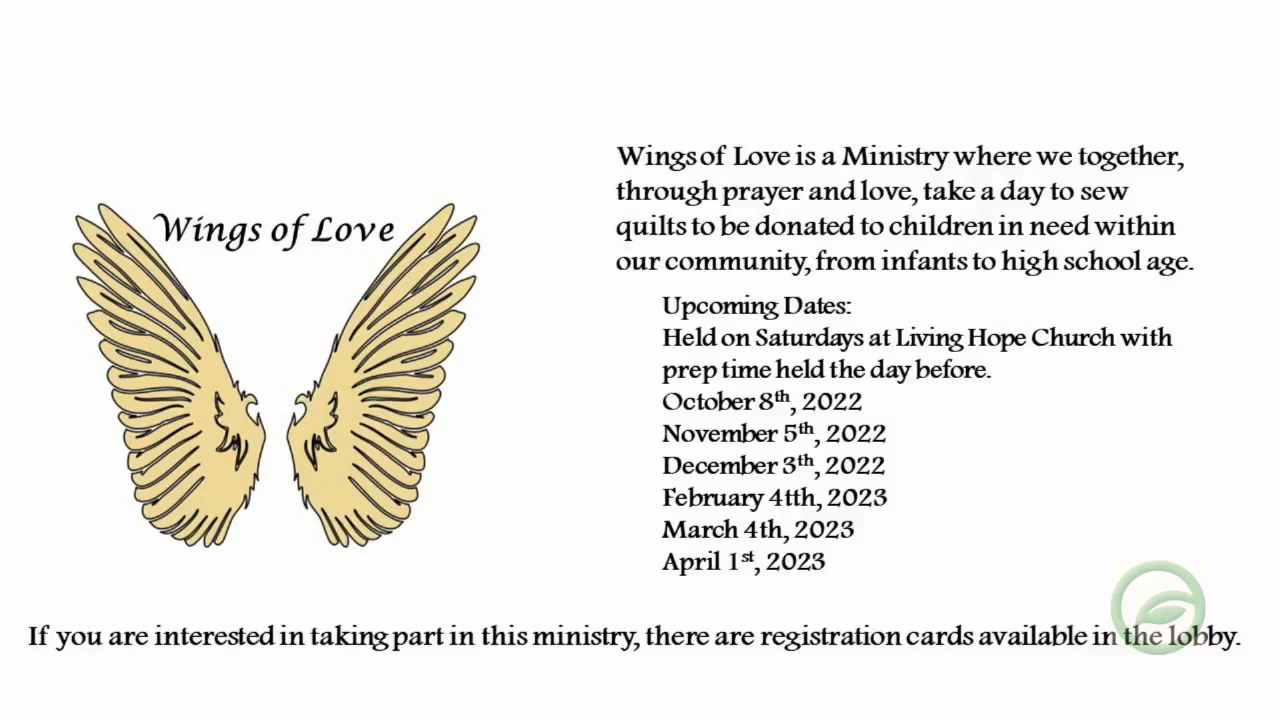 Wings of Love
Wings of Love is a Ministry where we together,
through prayer and love, take a day to sew
quilts to be donated to children in need within
our community, from infants to high school age.
Upcoming Dates:
Held on Saturdays at Living Hope Church with
prep time held the day before.
October 8th, 2022
November 5th, 2022
December 3th, 2022
February 4tth, 2023
March 4th, 2023
April 1st, 2023
If you are interested in taking part in this ministry, there are registration cards available in the lobby.